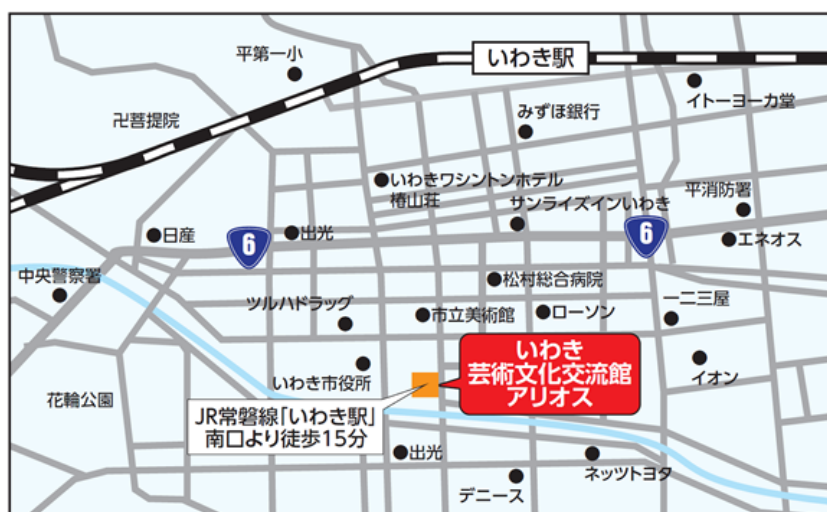 いわき駅
平第一小
イトーヨーカ堂
みずほ銀行
卍菩提院
いわきワシントンホテル
椿山荘
平消防署
サンライズインいわき
日産
6
出光
6
エネオス
中央警察署
松村総合病院
ツルハドラッグ
市立美術館
ローソン
一二三屋
いわき
芸術文化交流館
アリオス
いわき市役所
イオン
花輪公園
JR常磐線「いわき駅」
南口より徒歩15分
出光
ネッツトヨタ
デニース